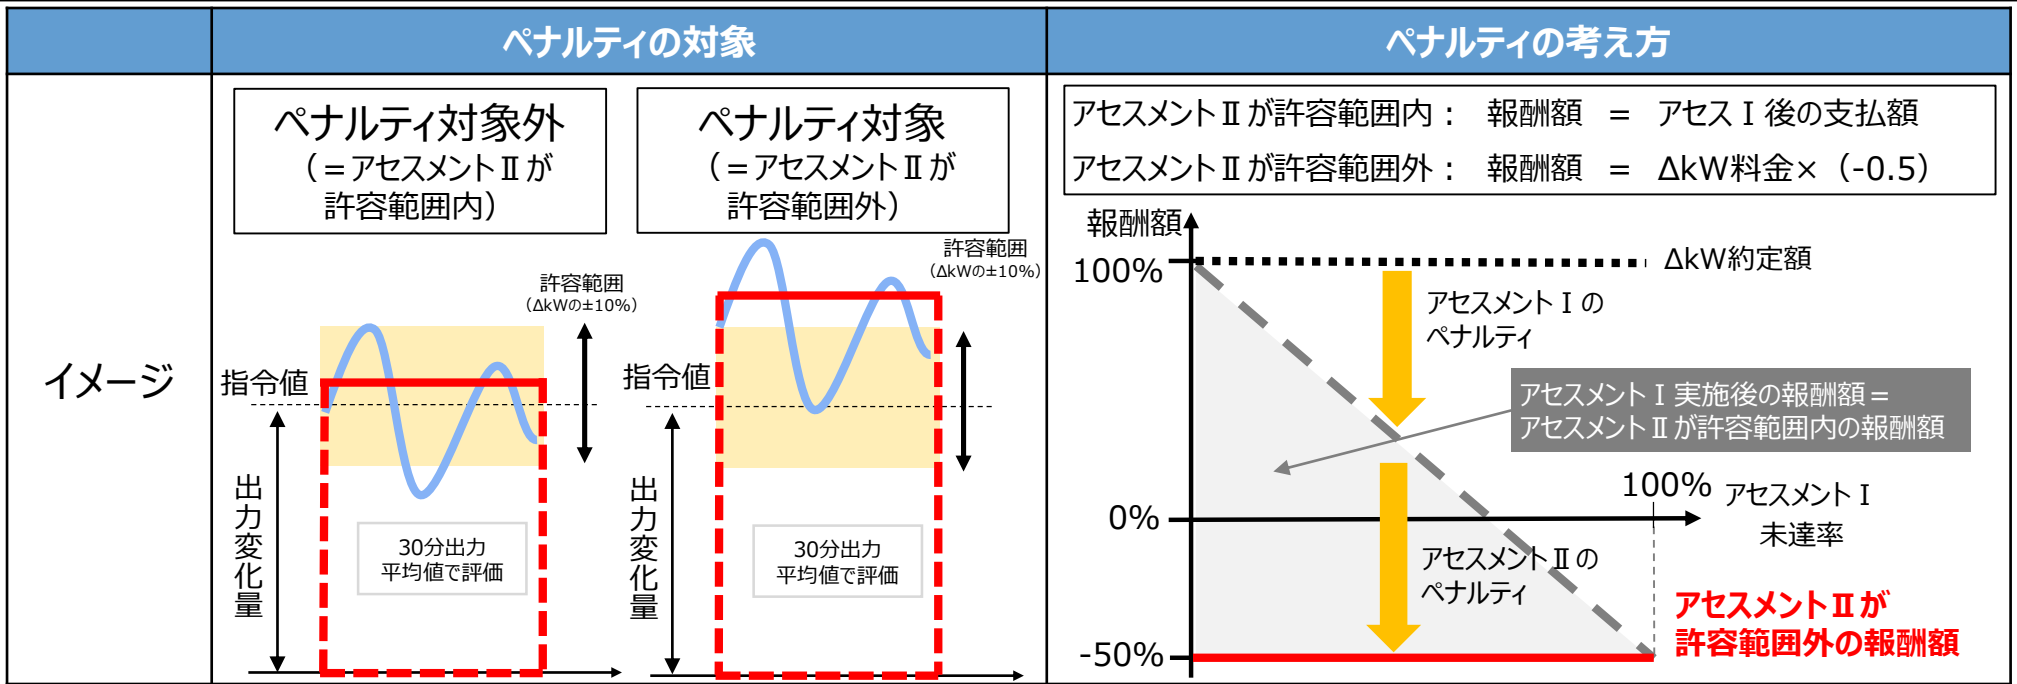 ペナルティの対象
ペナルティの考え方
イメージ
ペナルティ対象外
(=アセスメントⅡが
許容範囲内)
ペナルティ対象
(=アセスメントⅡが
許容範囲外)
許容範囲
(ΔkWの±10%)
許容範囲
(ΔkWの±10%)
指令値
指令値
出力変化量
出力変化量
30分出力
平均値で評価
30分出力
平均値で評価
アセスメントⅡが許容範囲内: 報酬額 = アセスⅠ後の支払額
アセスメントⅡが許容範囲外: 報酬額 = ΔkW料金×(-0.5)
報酬額
100%
ΔkW約定額
アセスメントⅠの
ペナルティ
アセスメントⅠ実施後の報酬額=
アセスメントⅡが許容範囲内の報酬額
100%
アセスメントⅠ
未達率
0%
アセスメントⅡの
ペナルティ
アセスメントⅡが
許容範囲外の報酬額
-50%